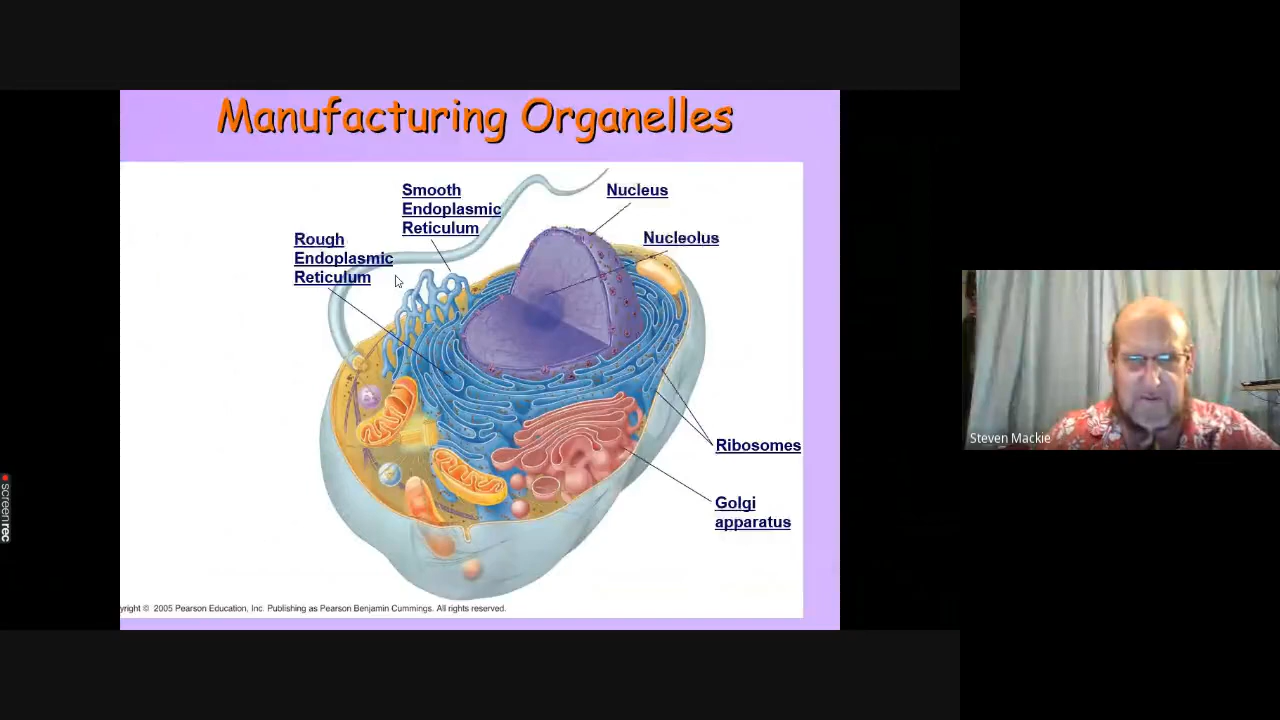 Manufacturing Organelles
Smooth
Endoplasmic
Reticulum
Nucleus
Rough
Endoplasmic
Reticulum
Nucleolus
Ribosomes
Golgi
apparatus
yright © 2005 Pearson Education, Inc. Publishing as Pearson Benjamin Cummings. All rights reserved.
Steven Mackie
screenrec